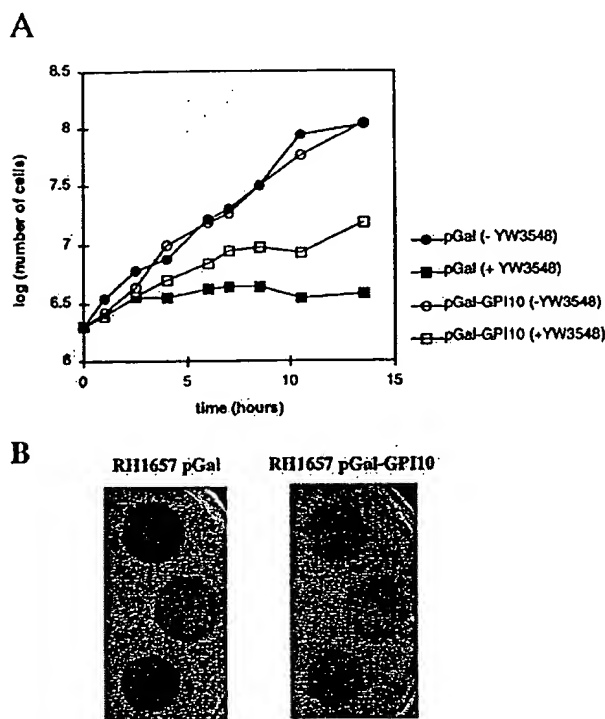 A
8.5
8
7.5
7
6.5
6
log (number of cells)
0 5 10 15
time (hours)
pGal (- YW3548)
pGal (+ YW3548)
pGal-GPI10 (-YW3548)
pGal-GPI10 (+YW3548)
B
RH1657 pGal RH1657 pGal-GPI10